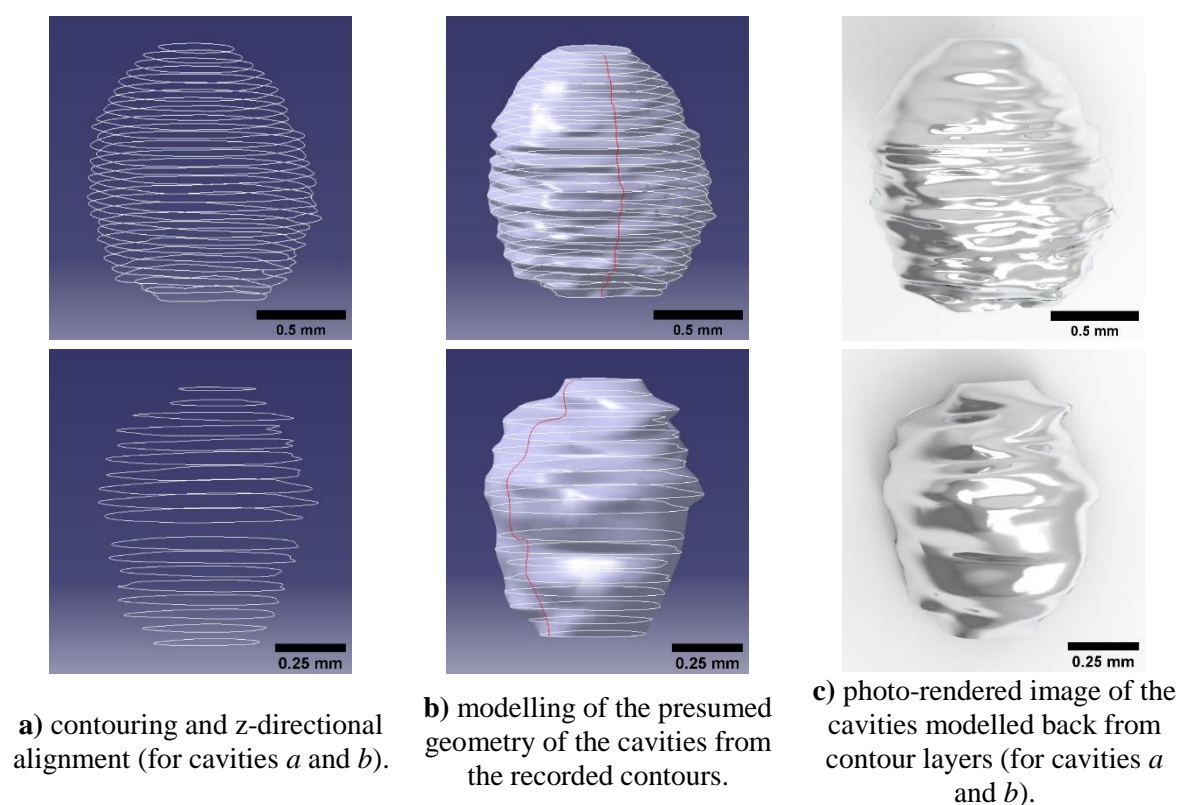 0.5 mm
0.5 mm
0.5 mm
0.25 mm
0.25 mm
0.25 mm
a) contouring and z-directional
alignment (for cavities a and b).
b) modelling of the presumed
geometry of the cavities from
the recorded contours.
c) photo-rendered image of the
cavities modelled back from
contour layers (for cavities a
and b).